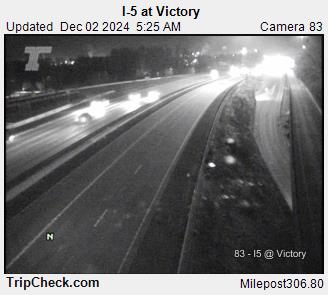 I-5 at Victory
Updated Dec 02 2024 5:25 AM Camera 83
T
N
83 - I5 @ Victory
TripCheck.com Milepost306.80